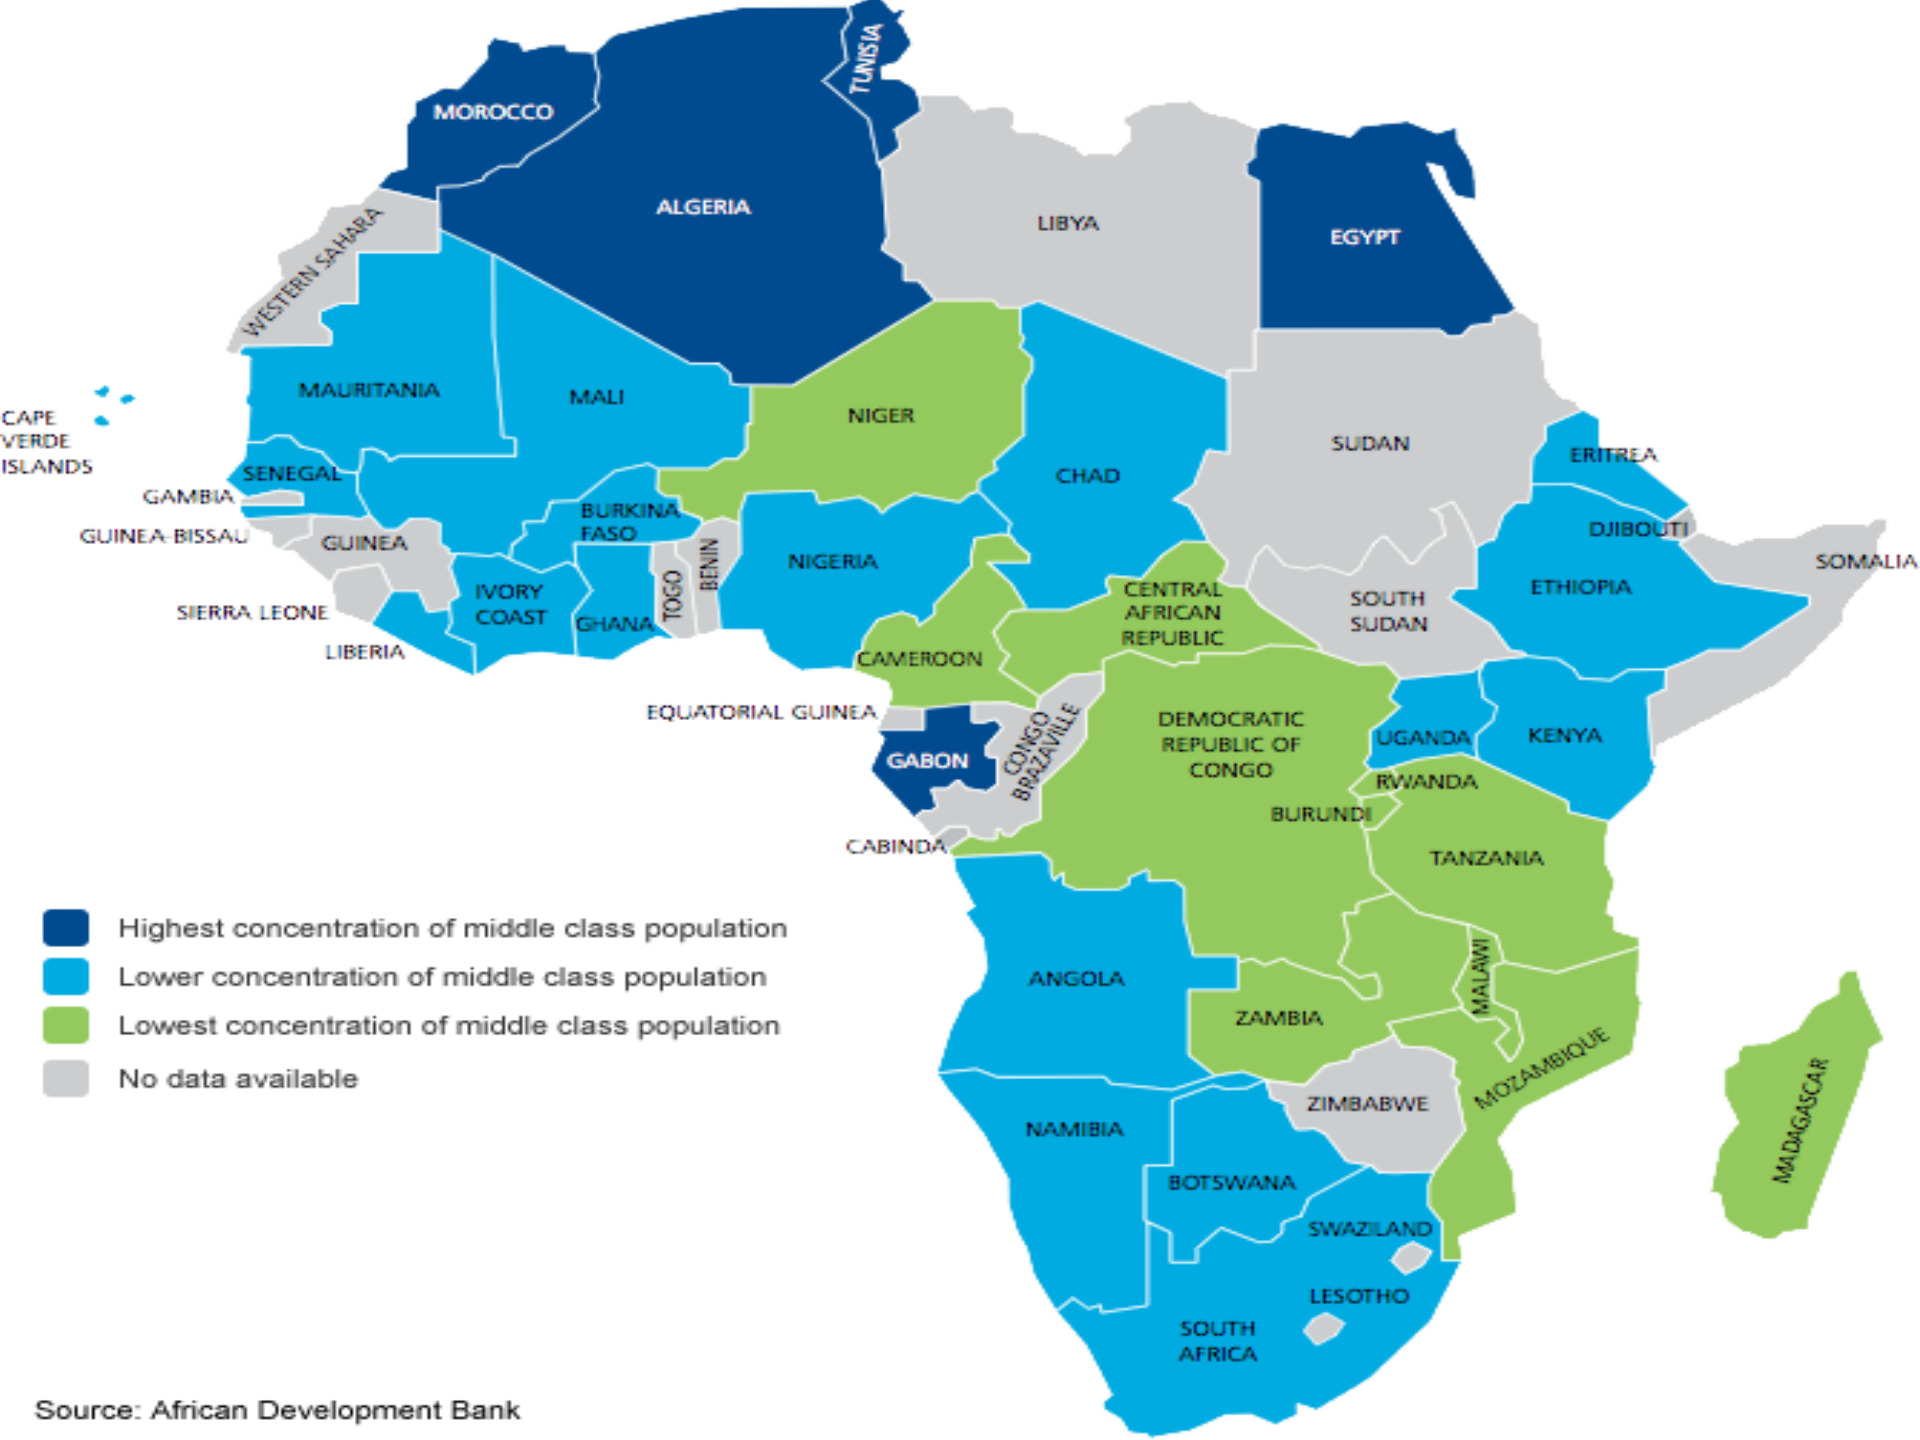 TUNISIA
MOROCCO
ALGERIA
LIBYA
EGYPT
WESTERN SAHARA
MAURITANIA
MALI
NIGER
CHAD
SUDAN
ERITREA
CAPE
VERDE
ISLANDS
SENEGAL
GAMBIA
GUINEA-BISSAU
GUINEA
BURKINA
FASO
DJIBOUTI
SOMALIA
SIERRA LEONE
LIBERIA
IVORY
COAST
GHANA
TOGO
BENIN
NIGERIA
CENTRAL
AFRICAN
REPUBLIC
SOUTH
SUDAN
ETHIOPIA
CAMEROON
EQUATORIAL GUINEA
GABON
CONGO
BRAZAVILLE
DEMOCRATIC
REPUBLIC OF
CONGO
UGANDA
KENYA
RWANDA
BURUNDI
CABINDA
TANZANIA
ANGOLA
ZAMBIA
MALAWI
MOZAMBIQUE
MADAGASCAR
ZIMBABWE
NAMIBIA
BOTSWANA
SWAZILAND
LESOTHO
SOUTH
AFRICA
Highest concentration of middle class population
Lower concentration of middle class population
Lowest concentration of middle class population
No data available
Source: African Development Bank